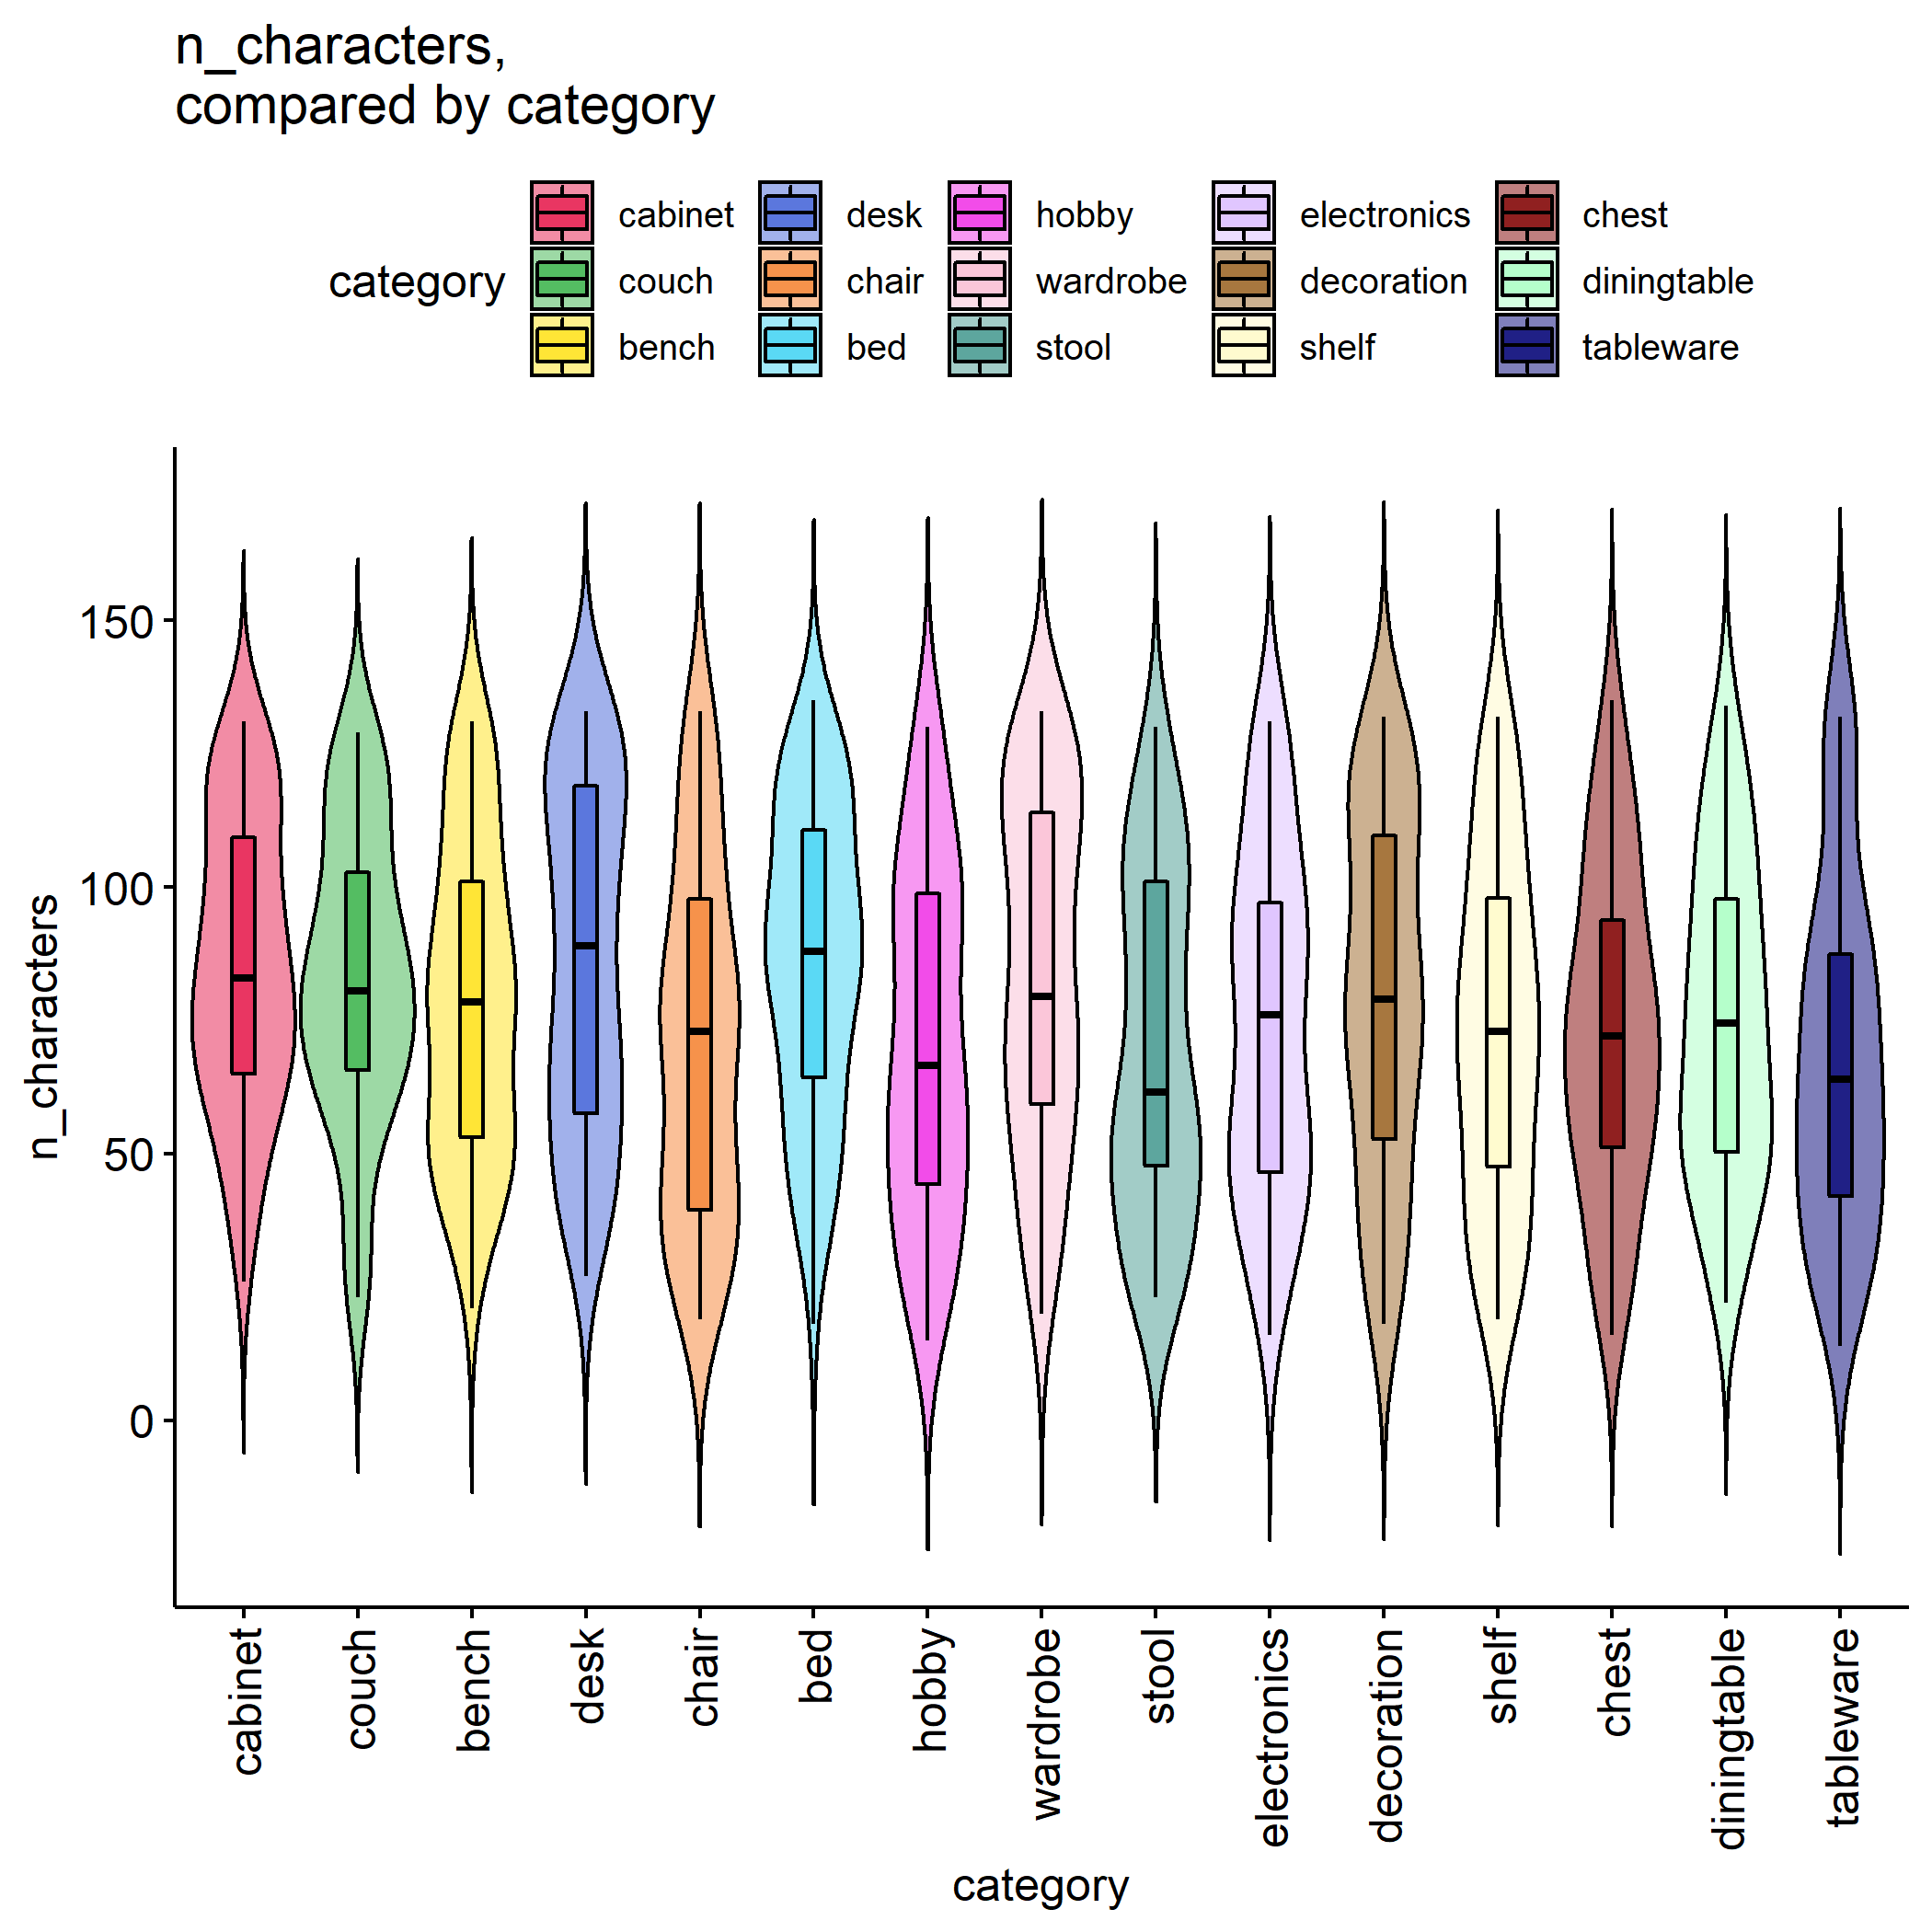 n_characters,
compared by category
category
cabinet
couch
bench
desk
chair
bed
hobby
wardrobe
stool
electronics
decoration
shelf
chest
diningtable
tableware
n_characters
150
100
50
0
cabinet
couch
bench
desk
chair
bed
hobby
wardrobe
stool
electronics
decoration
shelf
chest
diningtable
tableware
category